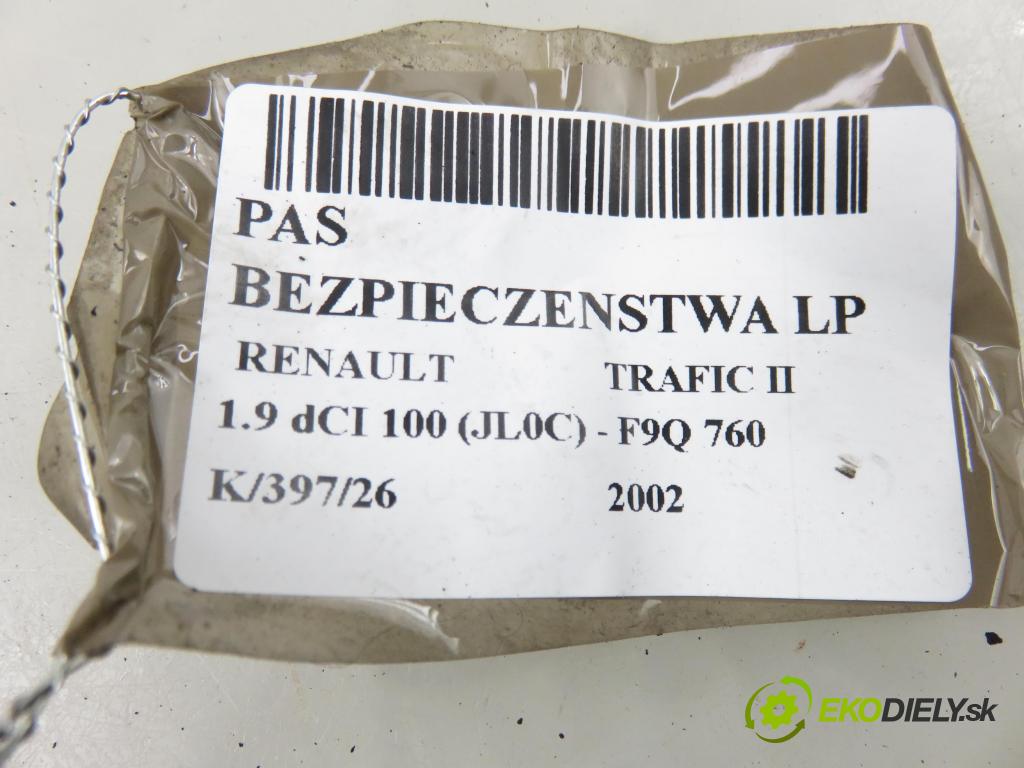 PAS
BEZPIECZENSTWA LP
RENAULT TRAFIC II
1.9 dCI 100 (JL0C) - F9Q 760
K/397/26 2002
EKODIELY.sk